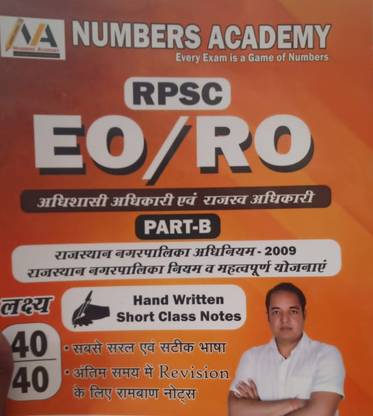 NUMBERS ACADEMY
Every Exam is a Game of Numbers
RPSC
EO/RO
अधिशासी अधिकारी एवं राजस्व अधिकारी
PART-B
राजस्थान नगरपालिका अधिनियम - 2009
राजस्थान नगरपालिका नियम व महत्वपूर्ण योजनाएं
लक्ष्य
40
40
Hand Written
Short Class Notes
• सबसे सरल एवं सटीक भाषा
• अंतिम समय में Revision
के लिए रामबाण नोट्स